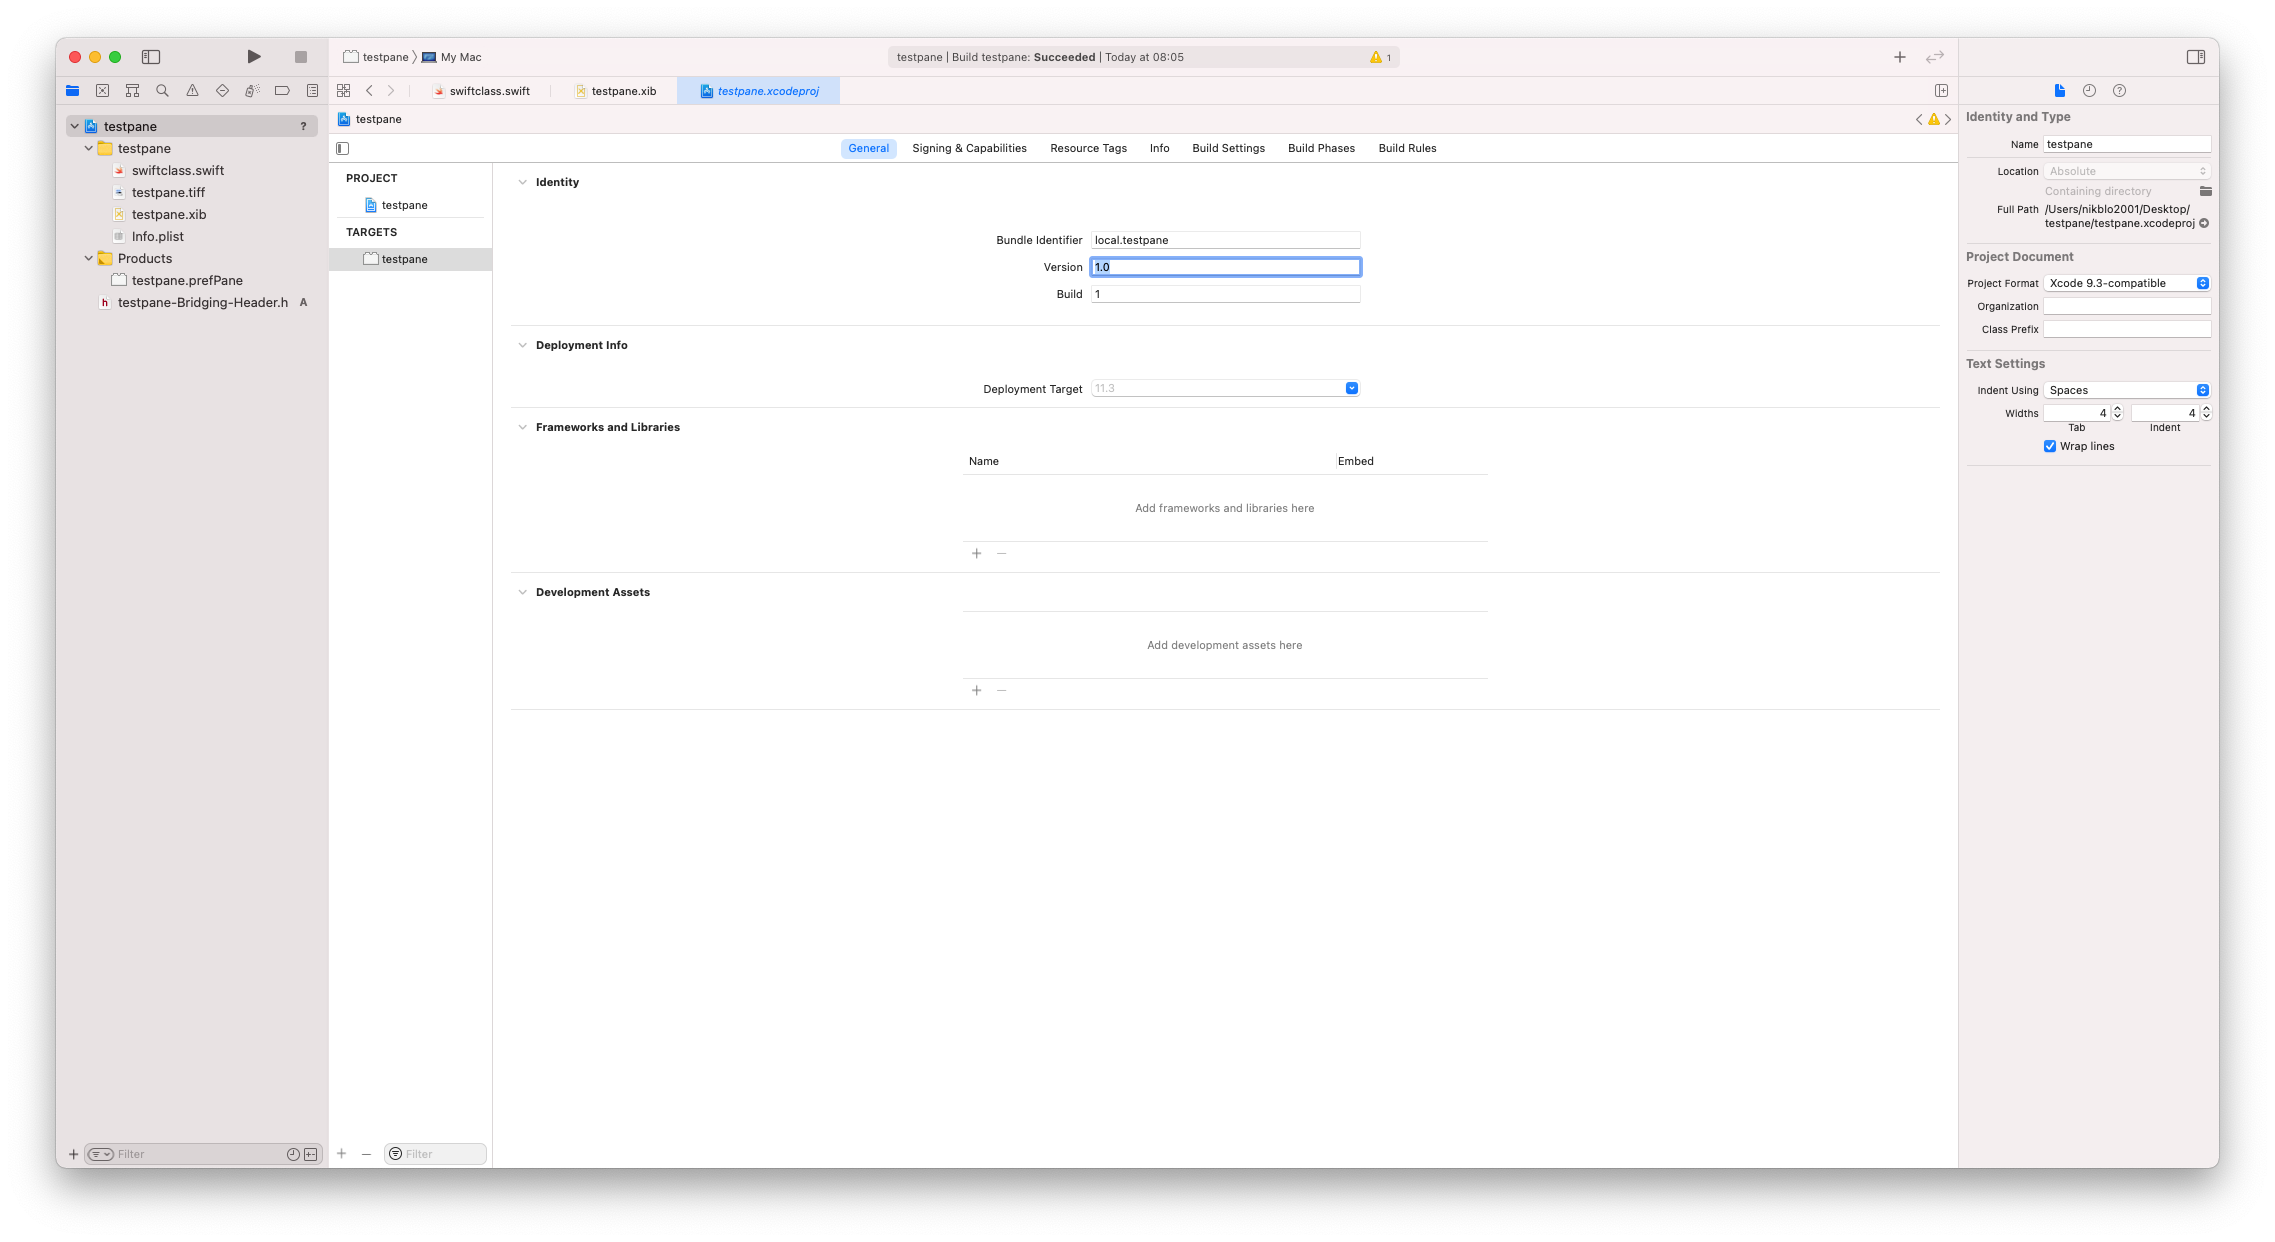 testpane 〉 My Mac
testpane | Build testpane: Succeeded | Today at 08:05
1
swiftclass.swift
testpane.xib
testpane.xcodeproj
testpane
?
testpane
swiftclass.swift
testpane.tiff
testpane.xib
Info.plist
Products
testpane.prefPane
testpane-Bridging-Header.h
A
Filter
testpane
General
Signing & Capabilities
Resource Tags
Info
Build Settings
Build Phases
Build Rules
PROJECT
testpane
TARGETS
testpane
Filter
Identity
Bundle Identifier local.testpane
Version 1.0
Build 1
Deployment Info
Deployment Target 11.3
Frameworks and Libraries
Name Embed
Add frameworks and libraries here
Development Assets
Add development assets here
Identity and Type
Name testpane
Location Absolute
Containing directory
Full Path /Users/nikblo2001/Desktop/
testpane/testpane.xcodeproj
Project Document
Project Format Xcode 9.3-compatible
Organization
Class Prefix
Text Settings
Indent Using Spaces
Widths 4 4
Tab Indent
Wrap lines